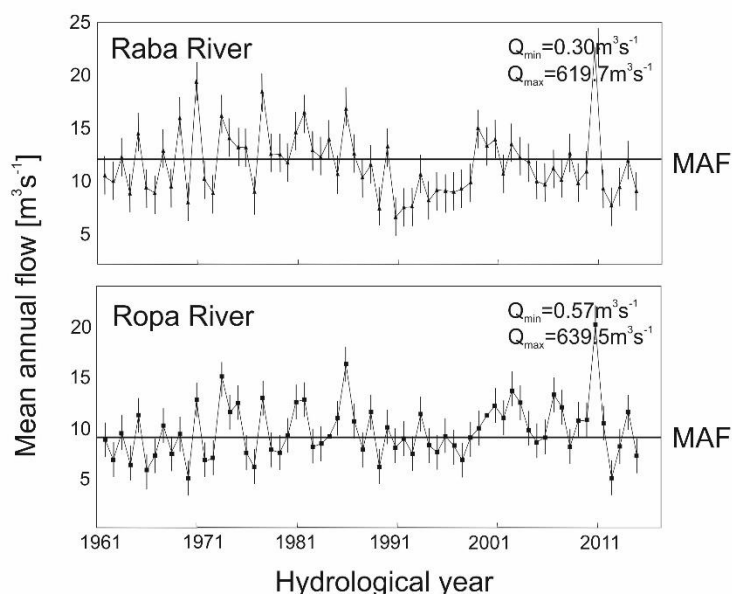 25
20
15
10
5
Raba River
Qmin=0.30m³s⁻¹
Qmax=619.7m³s⁻¹
MAF
Mean annual flow [m³s⁻¹]
20
15
10
5
Ropa River
Qmin=0.57m³s⁻¹
Qmax=639.5m³s⁻¹
MAF
1961 1971 1981 1991 2001 2011
Hydrological year